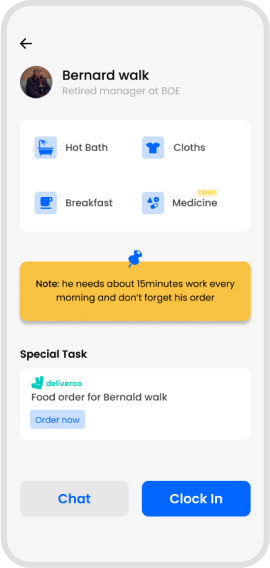 Bernard walk
Retired manager at BOE
Hot Bath
Cloths
Breakfast
open
Medicine
Note: he needs about 15minutes work every
morning and don't forget his order
Special Task
deliveroo
Food order for Bernald walk
Order now
Chat
Clock In